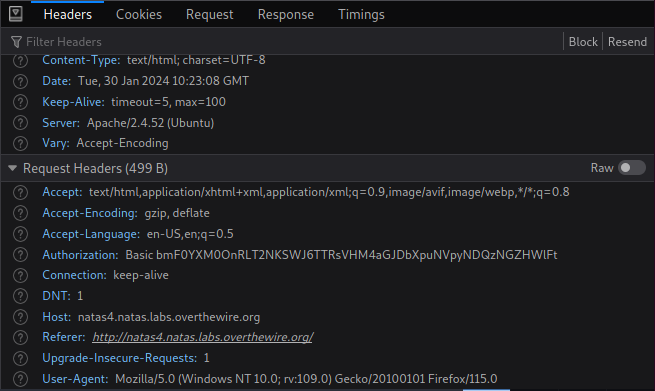 Headers Cookies Request Response Timings
Filter Headers Block Resend
Content-Type: text/html; charset=UTF-8
Date: Tue, 30 Jan 2024 10:23:08 GMT
Keep-Alive: timeout=5, max=100
Server: Apache/2.4.52 (Ubuntu)
Vary: Accept-Encoding
Request Headers (499 B) Raw
Accept: text/html,application/xhtml+xml,application/xml;q=0.9,image/avif,image/webp,*/*;q=0.8
Accept-Encoding: gzip, deflate
Accept-Language: en-US,en;q=0.5
Authorization: Basic bmF0YXM0OnRLT2NKSWJ6TTRsVHM4aGJDbXpuNVpyNDQzNGZHWlFt
Connection: keep-alive
DNT: 1
Host: natas4.natas.labs.overthewire.org
Referer: http://natas4.natas.labs.overthewire.org/
Upgrade-Insecure-Requests: 1
User-Agent: Mozilla/5.0 (Windows NT 10.0; rv:109.0) Gecko/20100101 Firefox/115.0